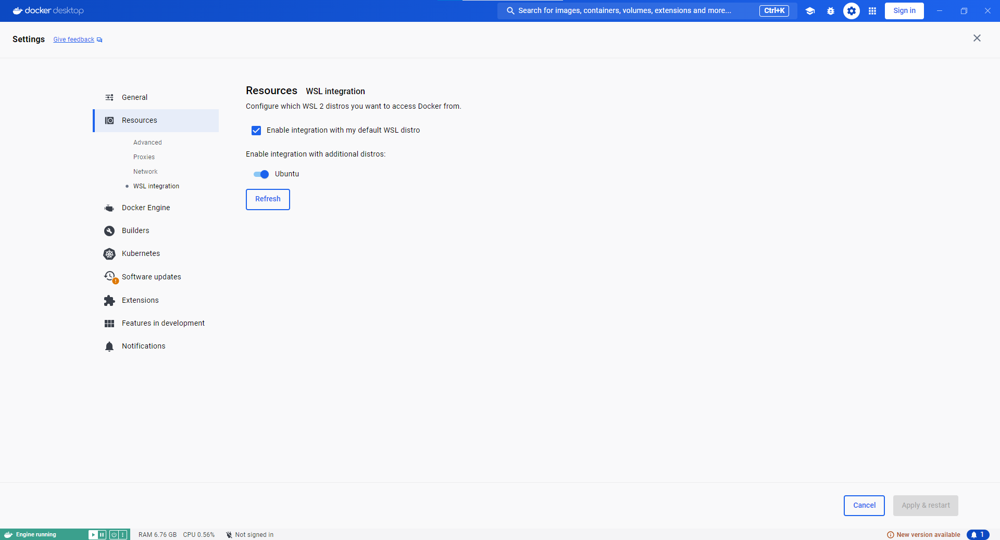 docker desktop
Search for images, containers, volumes, extensions and more...
Ctrl+K
Sign in
Settings
Give feedback
General
Resources
Advanced
Proxies
Network
WSL integration
Docker Engine
Builders
Kubernetes
Software updates
Extensions
Features in development
Notifications
Resources WSL integration
Configure which WSL 2 distros you want to access Docker from.
Enable integration with my default WSL distro
Enable integration with additional distros:
Ubuntu
Refresh
Cancel
Apply & restart
Engine running
RAM 6.76 GB CPU 0.56%
Not signed in
New version available
1